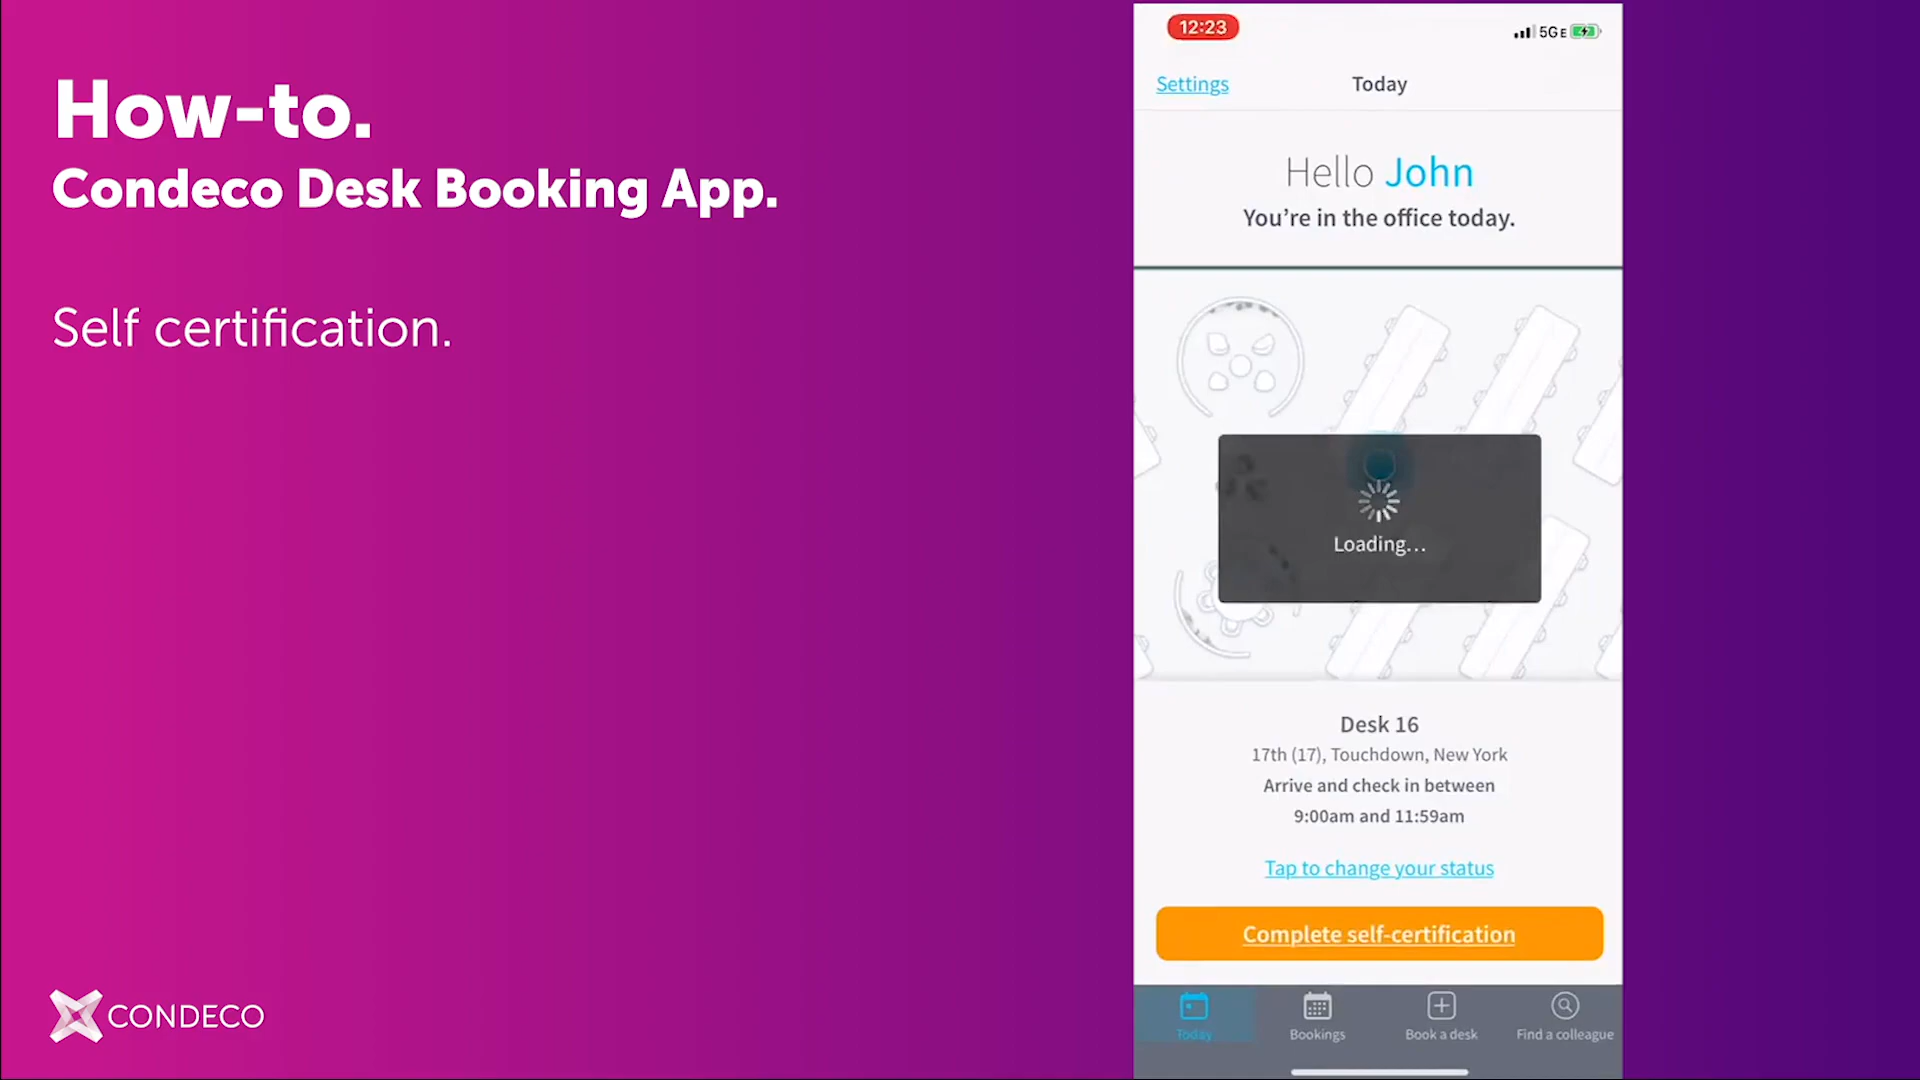 How-to.
Condeco Desk Booking App.
Self certification.
CONDECO
12:23
5GE
Settings
Today
Hello John
You're in the office today.
Loading...
Desk 16
17th (17), Touchdown, New York
Arrive and check in between
9:00am and 11:59am
Tap to change your status
Complete self-certification
Today
Bookings
Book a desk
Find a colleague